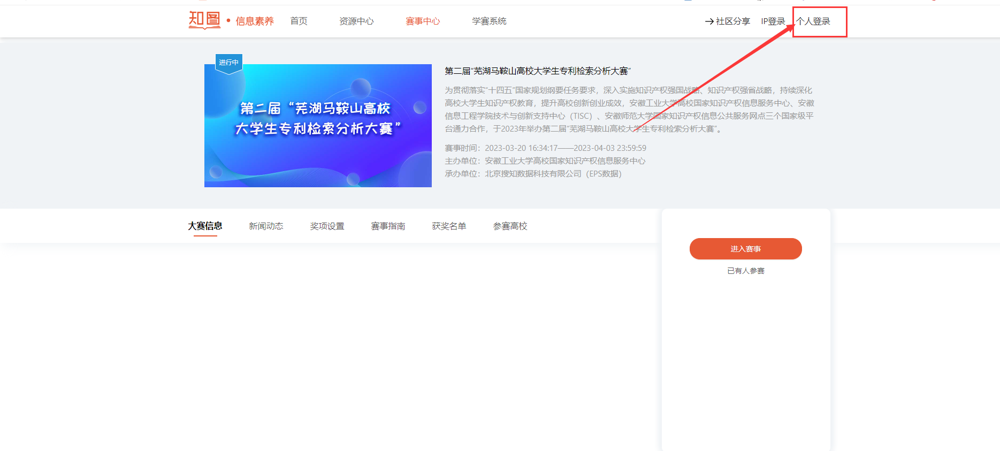 知图 • 信息素养 首页 资源中心 赛事中心 学赛系统 →社区分享 IP登录 个人登录
进行中
第二届“芜湖马鞍山高校
大学生专利检索分析大赛”
第二届“芜湖马鞍山高校大学生专利检索分析大赛”
为贯彻落实“十四五”国家规划纲要任务要求，深入实施知识产权强国战略、知识产权强省战略，持续深化
高校大学生知识产权教育，提升高校创新创业成效，安徽工业大学高校国家知识产权信息服务中心、安徽
信息工程学院技术与创新支持中心（TISC）、安徽师范大学国家知识产权信息公共服务网点三个国家级平
台通力合作，于2023年举办第二届“芜湖马鞍山高校大学生专利检索分析大赛”。
赛事时间：2023-03-20 16:34:17——2023-04-03 23:59:59
主办单位：安徽工业大学高校国家知识产权信息服务中心
承办单位：北京搜知数据科技有限公司（EPS数据）
大赛信息 新闻动态 奖项设置 赛事指南 获奖名单 参赛高校
进入赛事
已有人参赛